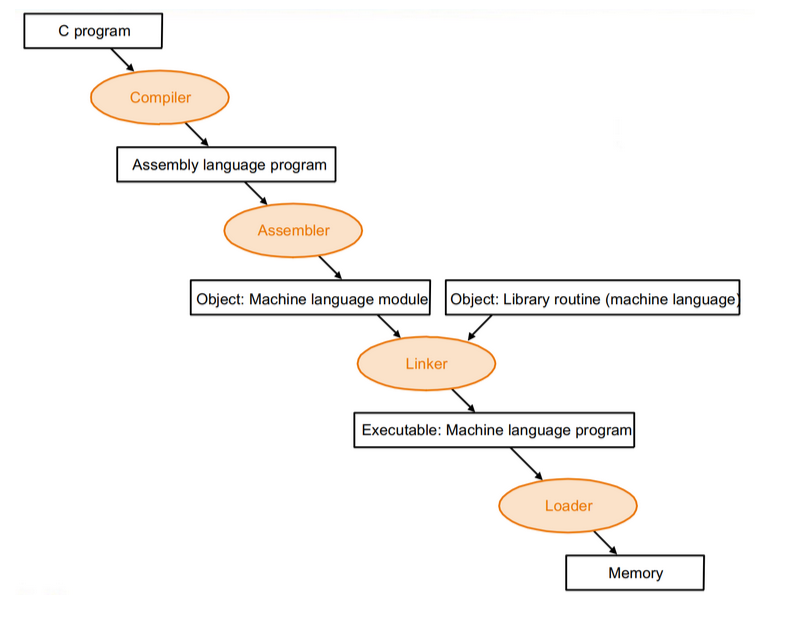 C program
Compiler
Assembly language program
Assembler
Object: Machine language module
Object: Library routine (machine language)
Linker
Executable: Machine language program
Loader
Memory